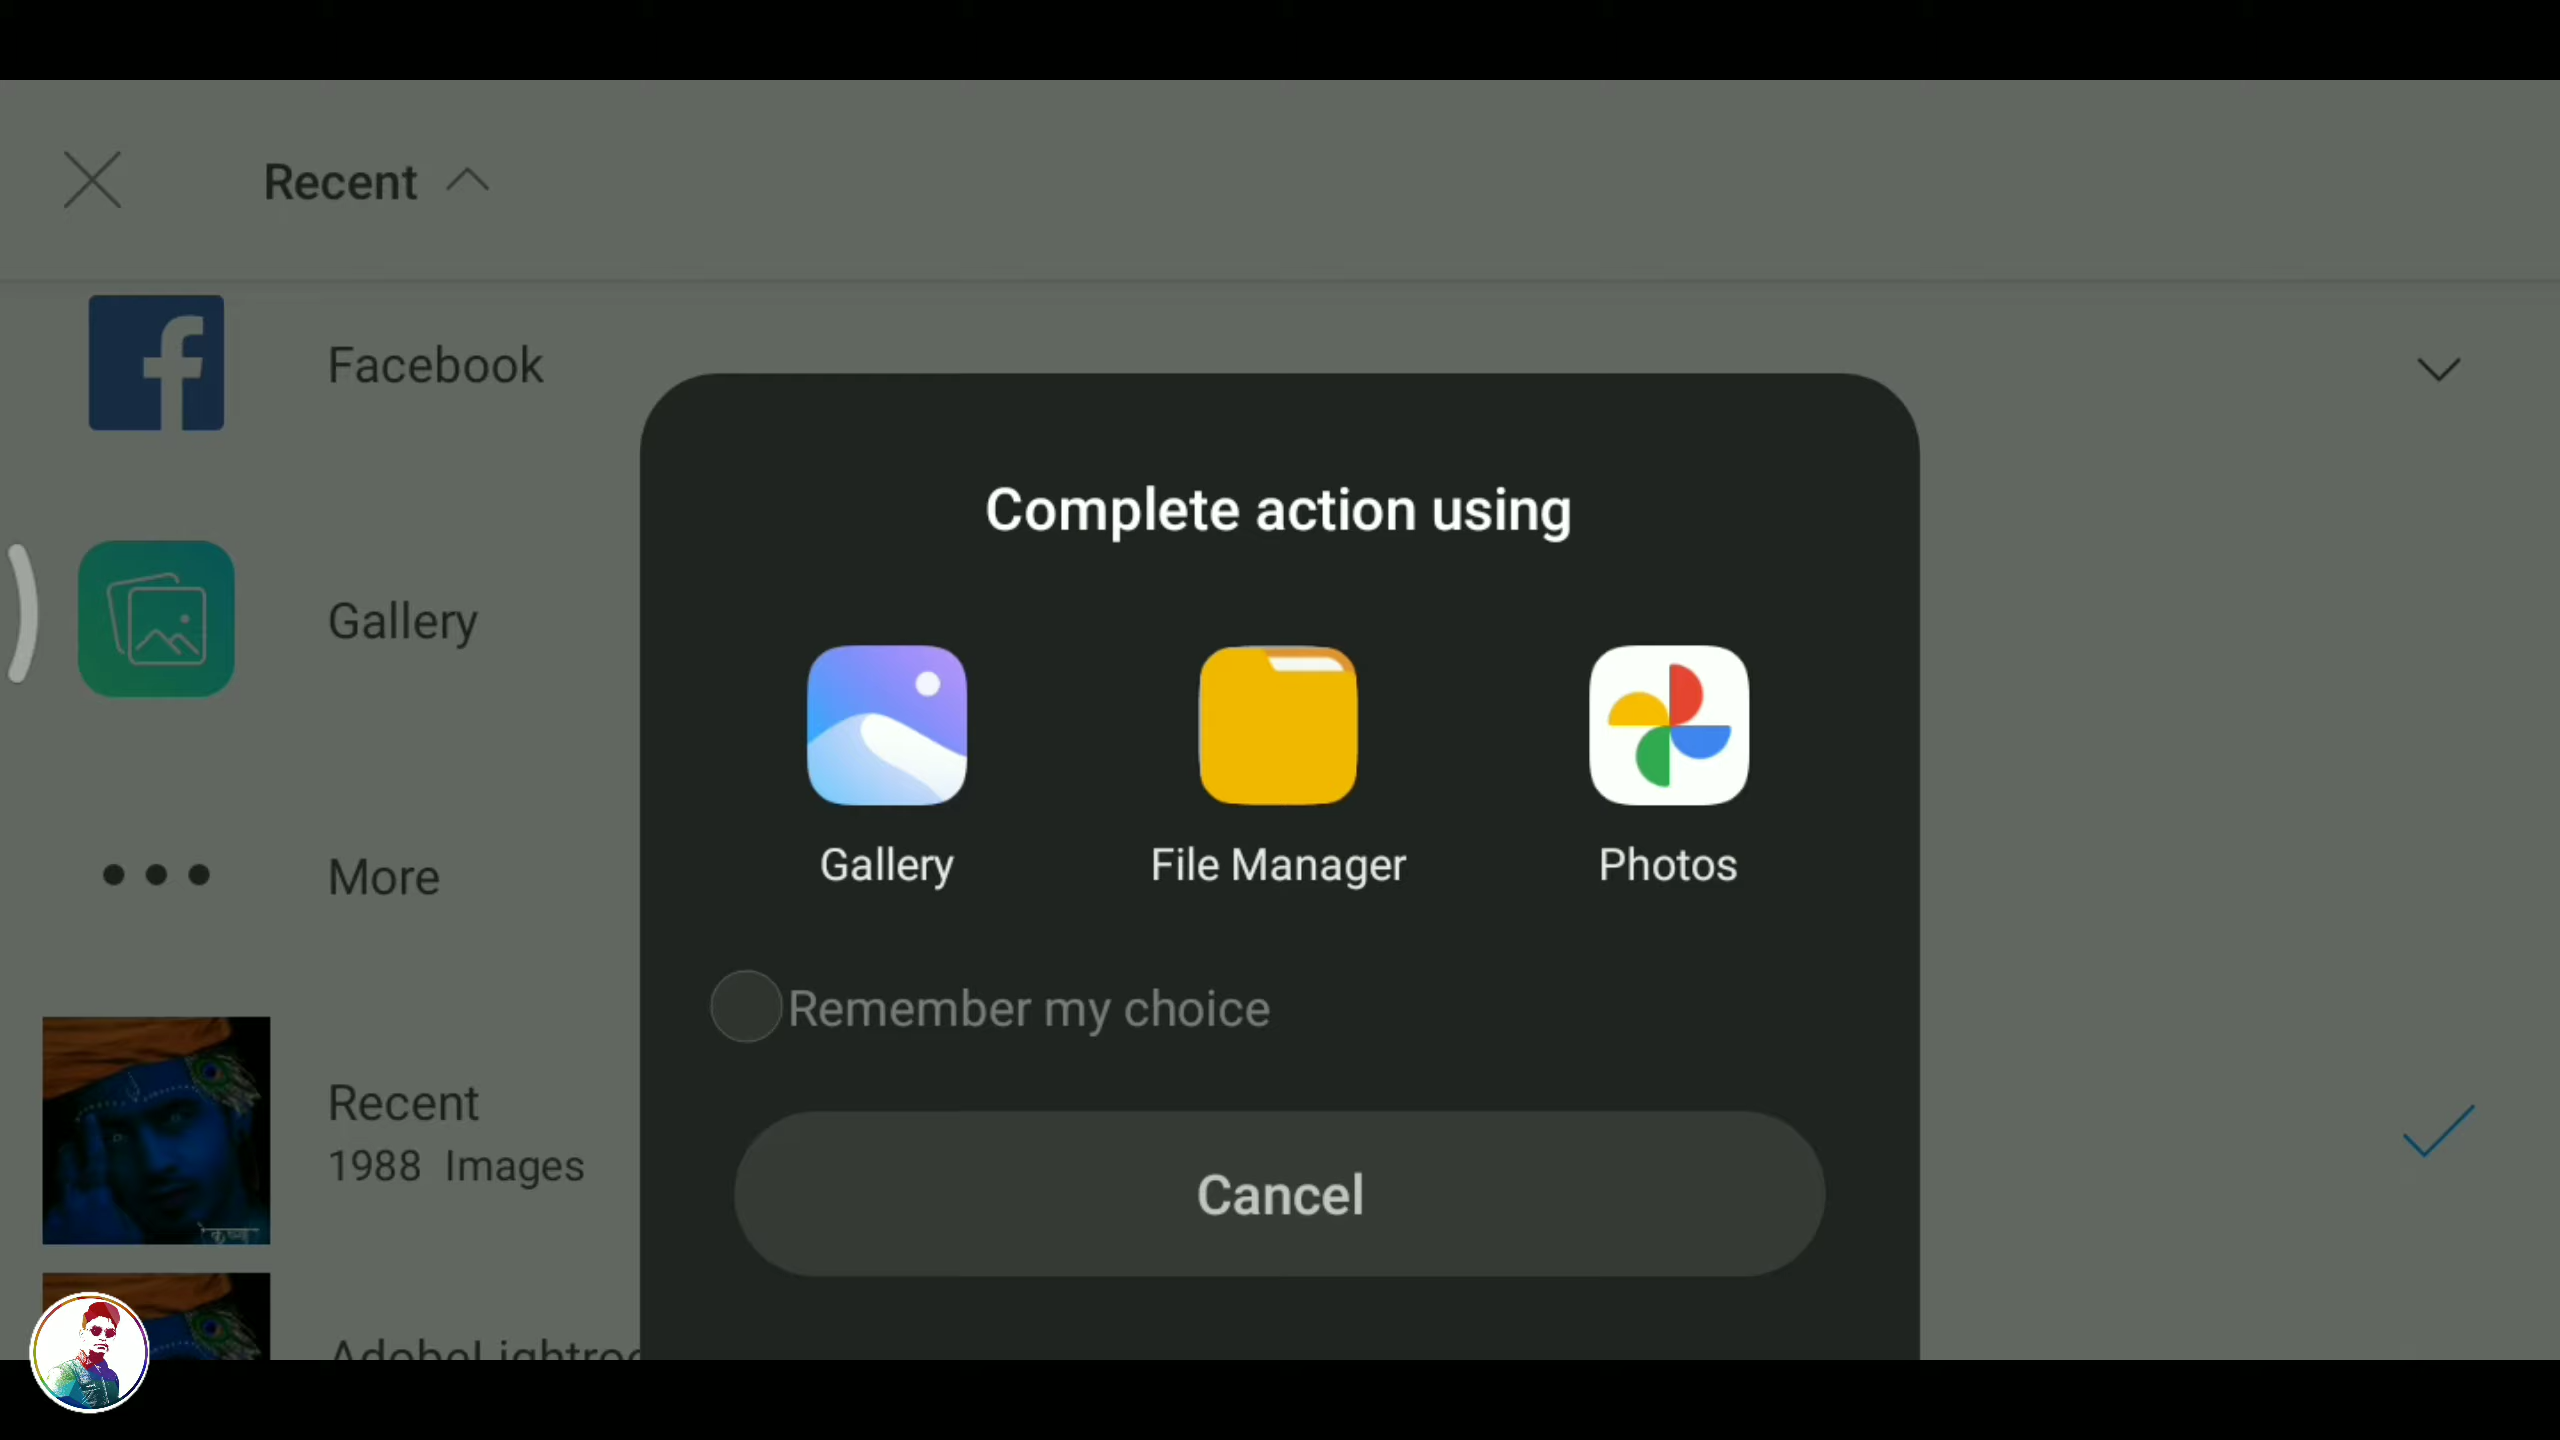 Recent
Facebook
Gallery
More
Recent
1988 Images
Complete action using
Gallery
File Manager
Photos
Remember my choice
Cancel